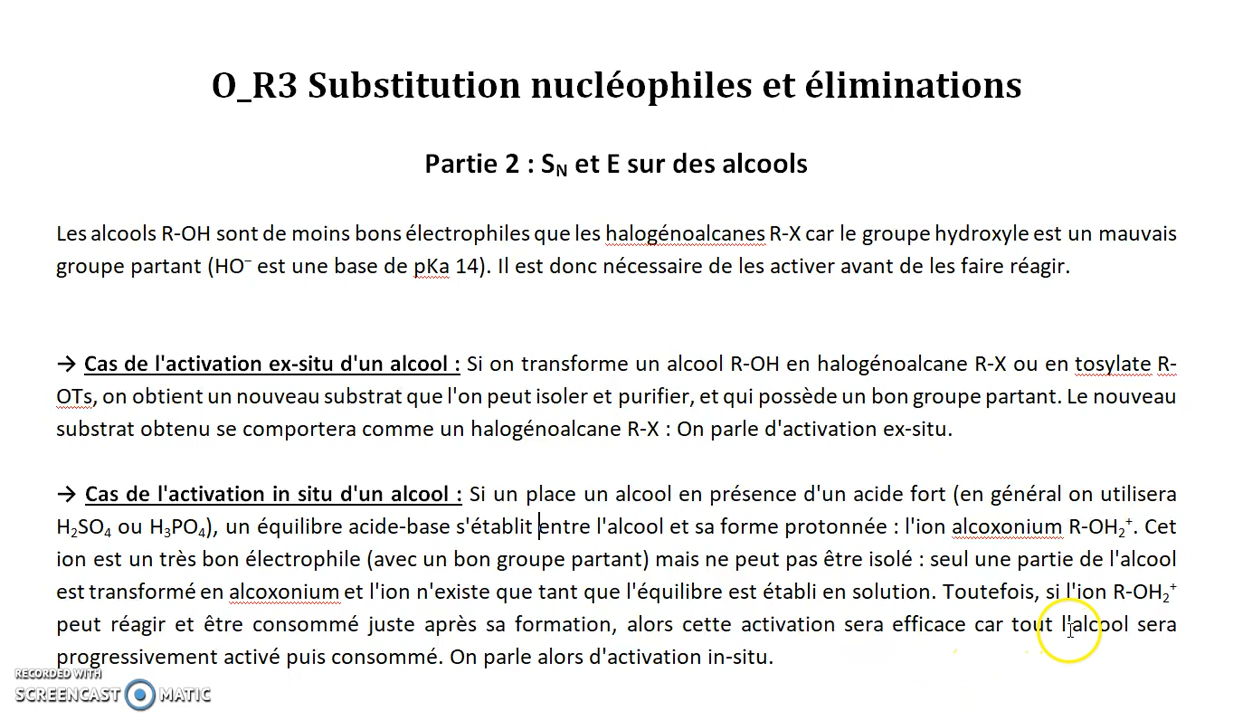 O_R3 Substitution nucléophiles et éliminations
Partie 2 : SN et E sur des alcools
Les alcools R-OH sont de moins bons électrophiles que les halogénoalcanes R-X car le groupe hydroxyle est un mauvais
groupe partant (HO⁻ est une base de pKa 14). Il est donc nécessaire de les activer avant de les faire réagir.
→ Cas de l'activation ex-situ d'un alcool : Si on transforme un alcool R-OH en halogénoalcane R-X ou en tosylate R-
OTs, on obtient un nouveau substrat que l'on peut isoler et purifier, et qui possède un bon groupe partant. Le nouveau
substrat obtenu se comportera comme un halogénoalcane R-X : On parle d'activation ex-situ.
→ Cas de l'activation in situ d'un alcool : Si un place un alcool en présence d'un acide fort (en général on utilisera
H₂SO₄ ou H₃PO₄), un équilibre acide-base s'établit entre l'alcool et sa forme protonnée : l'ion alcoxonium R-OH₂⁺. Cet
ion est un très bon électrophile (avec un bon groupe partant) mais ne peut pas être isolé : seul une partie de l'alcool
est transformé en alcoxonium et l'ion n'existe que tant que l'équilibre est établi en solution. Toutefois, si l'ion R-OH₂⁺
peut réagir et être consommé juste après sa formation, alors cette activation sera efficace car tout l'alcool sera
progressivement activé puis consommé. On parle alors d'activation in-situ.
RECORDED WITH
SCREENCAST MATIC